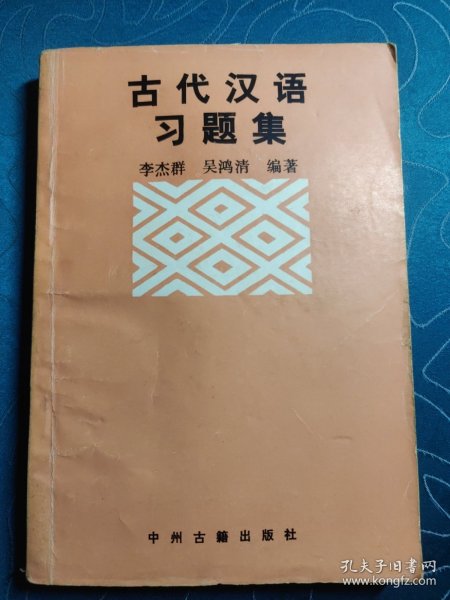 古代汉语
习题集
李杰群 吴鸿清 编著
中州古籍出版社
孔夫子旧书网
www.kongfz.com